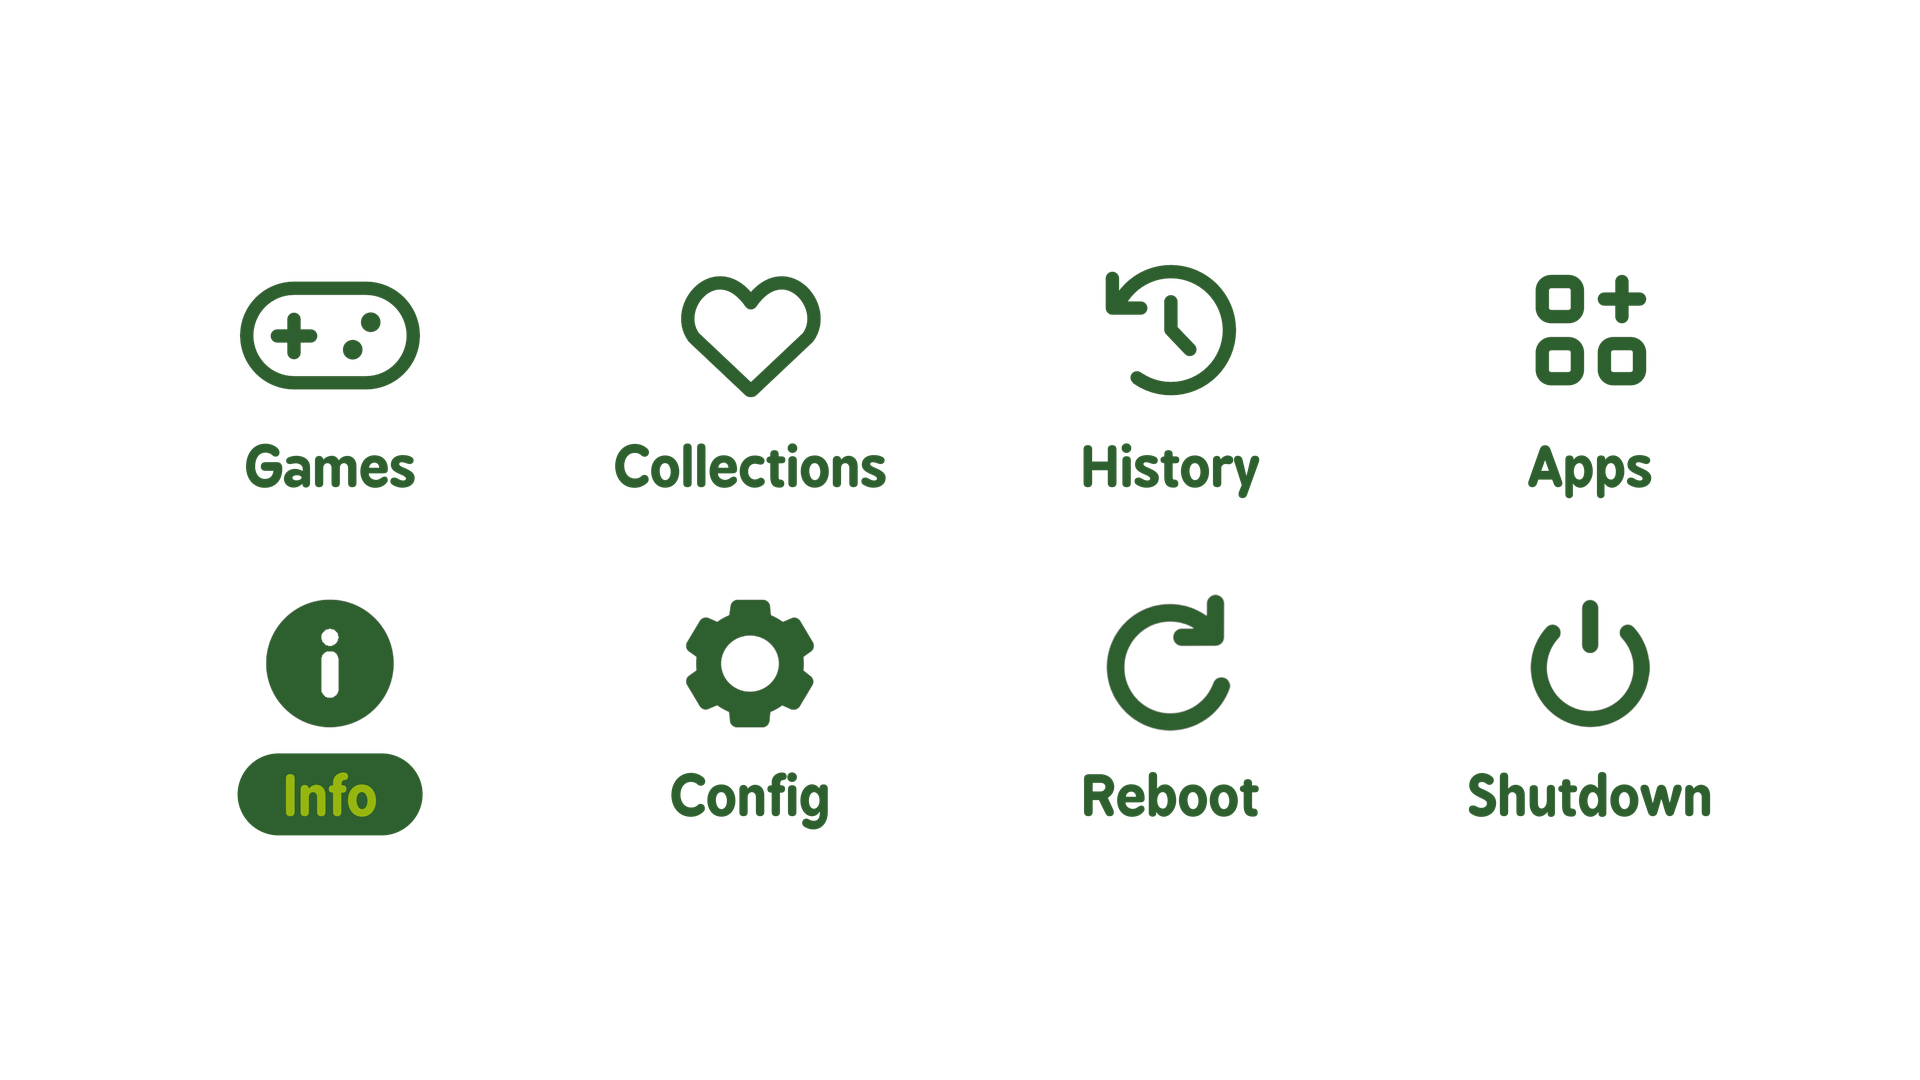 Games
Collections
History
Apps
Info
Config
Reboot
Shutdown